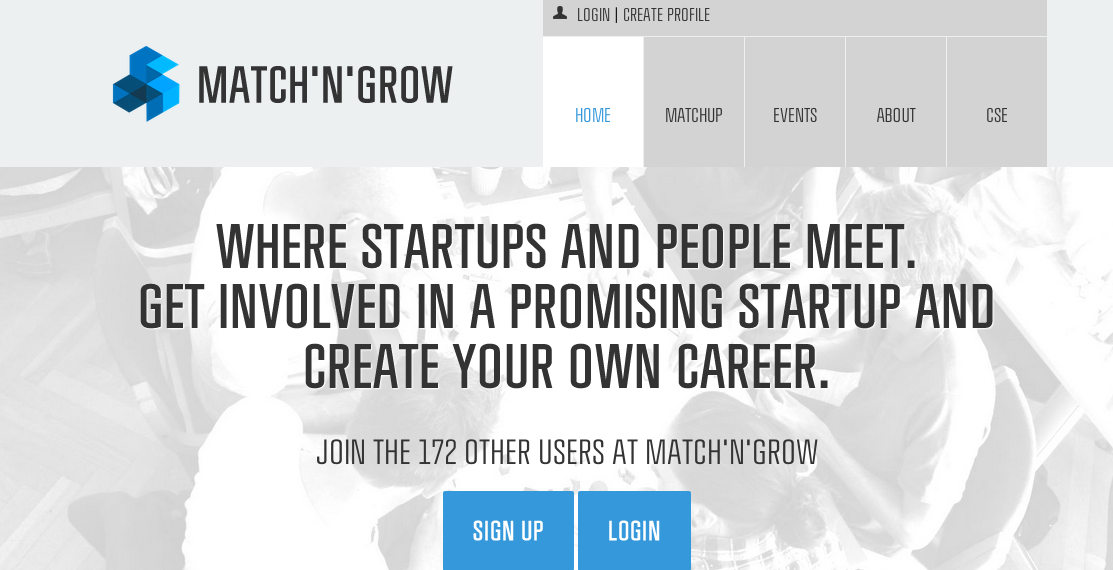 LOGIN | CREATE PROFILE
MATCH'N'GROW
HOME MATCHUP EVENTS ABOUT CSE
WHERE STARTUPS AND PEOPLE MEET.
GET INVOLVED IN A PROMISING STARTUP AND
CREATE YOUR OWN CAREER.
JOIN THE 172 OTHER USERS AT MATCH'N'GROW
SIGN UP LOGIN